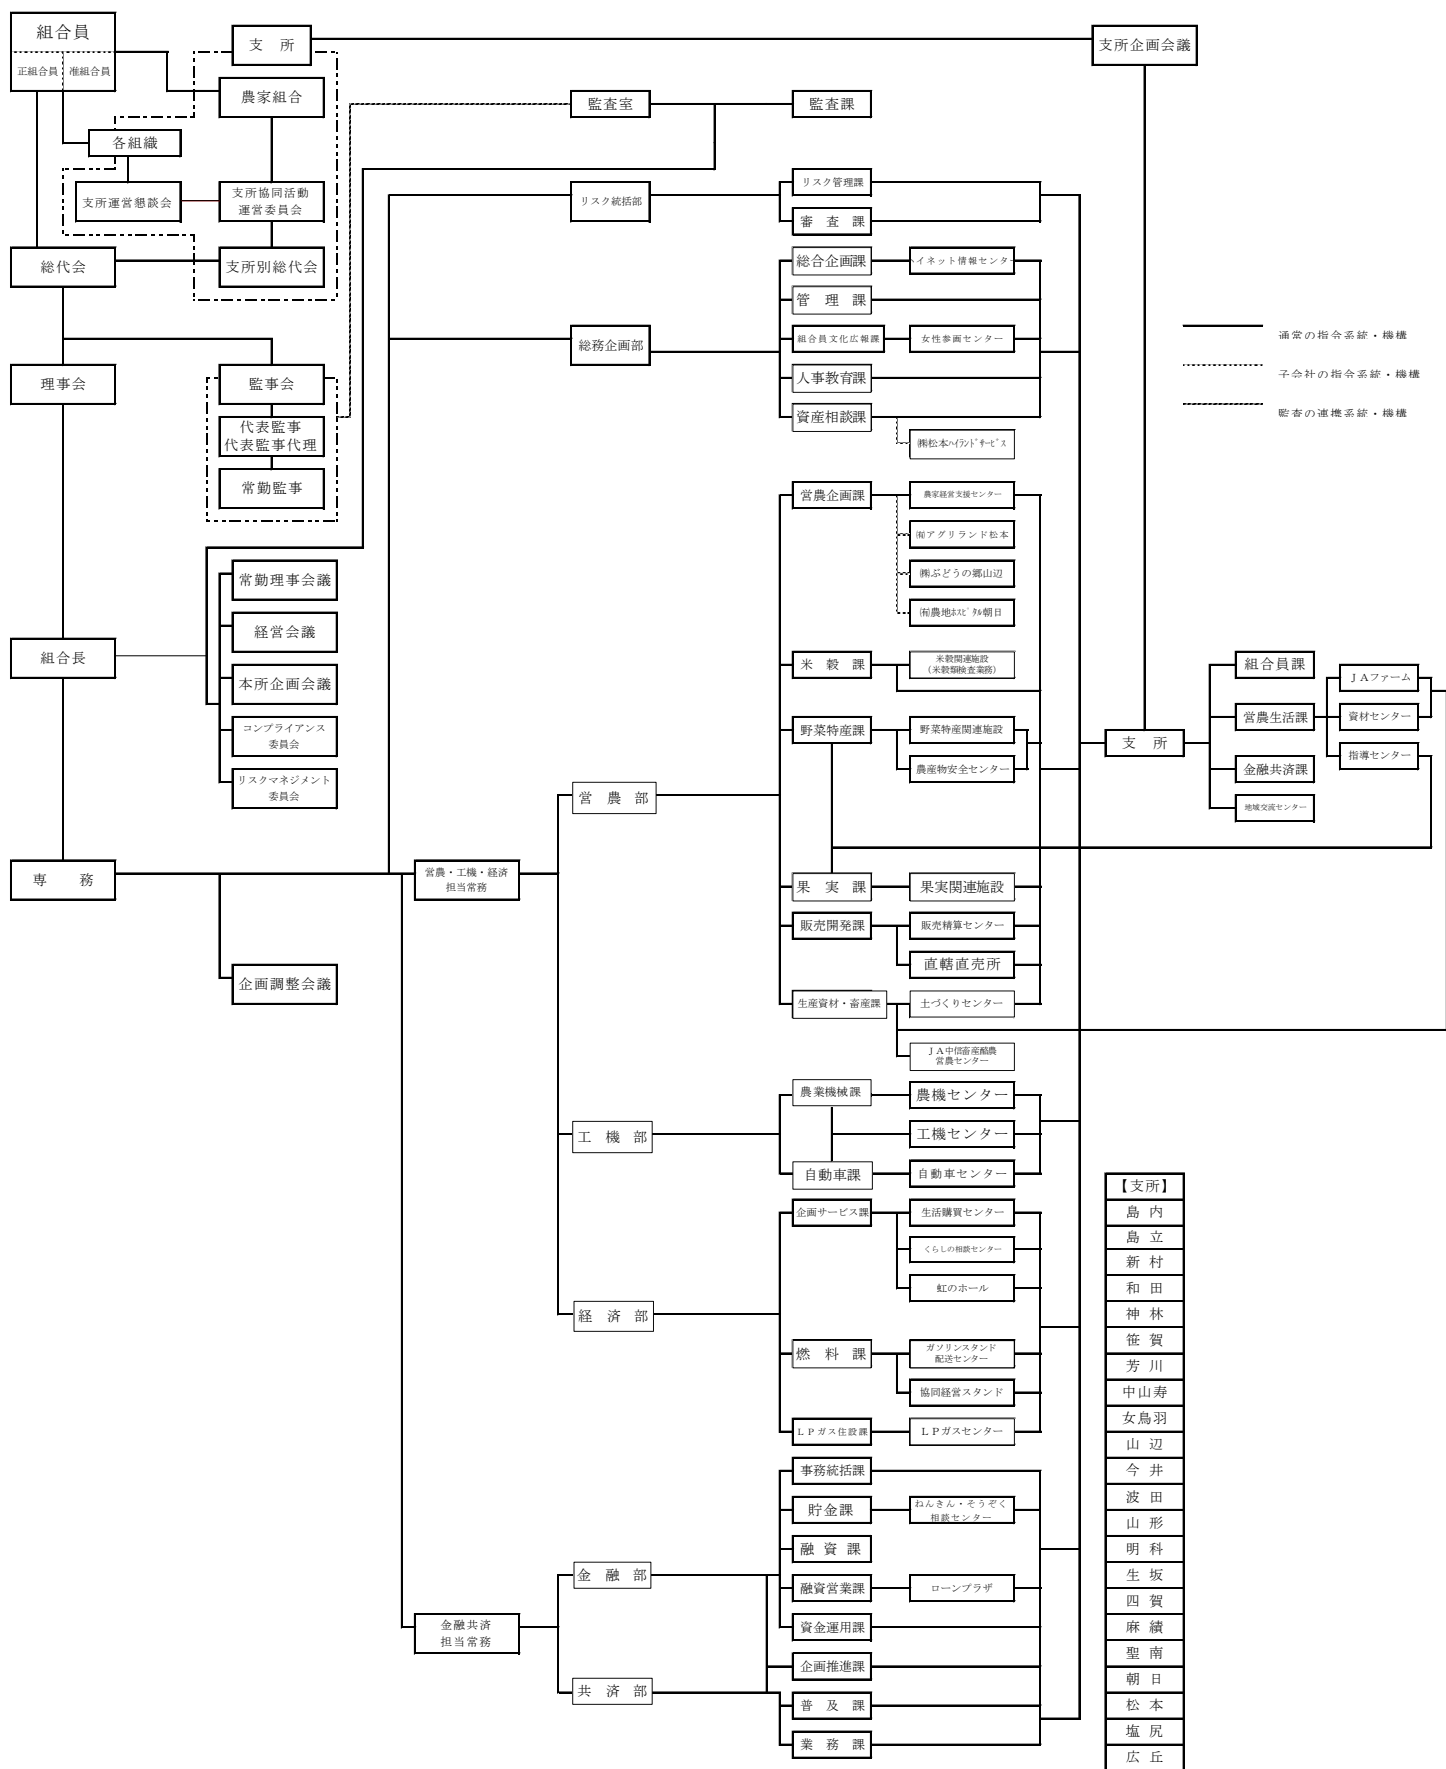 組合員
正組合員
准組合員
支　所
支所企画会議
農家組合
監査室
監査課
各組織
リスク管理課
支所運営懇談会
支所協同活動
運営委員会
リスク統括部
審　査　課
総代会
支所別総代会
総合企画課
ハイネット情報センター
管　理　課
通常の指令系統・機構
総務企画部
組合員文化広報課
女性参画センター
子会社の指令系統・機構
理事会
監事会
人事教育課
監査の連携系統・機構
代表監事
代表監事代理
資産相談課
㈱松本ハイランドサービス
常勤監事
営農企画課
農家経営支援センター
㈲アグリランド松本
常勤理事会議
㈱ぶどうの郷山辺
経営会議
㈲農地ホスピタル朝日
組合長
米　穀　課
米穀関連施設
（米穀類検査業務）
組合員課
本所企画会議
ＪＡファーム
営農生活課
資材センター
コンプライアンス
委員会
野菜特産課
野菜特産関連施設
支　所
指導センター
リスクマネジメント
委員会
農産物安全センター
金融共済課
営　農　部
地域交流センター
専　　務
営農・工機・経済
担当常務
果　実　課
果実関連施設
販売開発課
販売精算センター
企画調整会議
直轄直売所
生産資材・畜産課
土づくりセンター
ＪＡ中信畜産酪農
営農センター
農業機械課
農機センター
工　機　部
工機センター
自動車課
自動車センター
企画サービス課
生活購買センター
くらしの相談センター
虹のホール
経　済　部
燃　料　課
ガソリンスタンド
配送センター
協同経営スタンド
ＬＰガス住設課
ＬＰガスセンター
事務統括課
貯金課
ねんきん・そうぞく
相談センター
融　資　課
金　融　部
融資営業課
ローンプラザ
金融共済
担当常務
資金運用課
企画推進課
共　済　部
普　及　課
業　務　課
【支所】
島　内
島　立
新　村
和　田
神　林
笹　賀
芳　川
中山寿
女鳥羽
山　辺
今　井
波　田
山　形
明　科
生　坂
四　賀
麻　績
聖　南
朝　日
松　本
塩　尻
広　丘